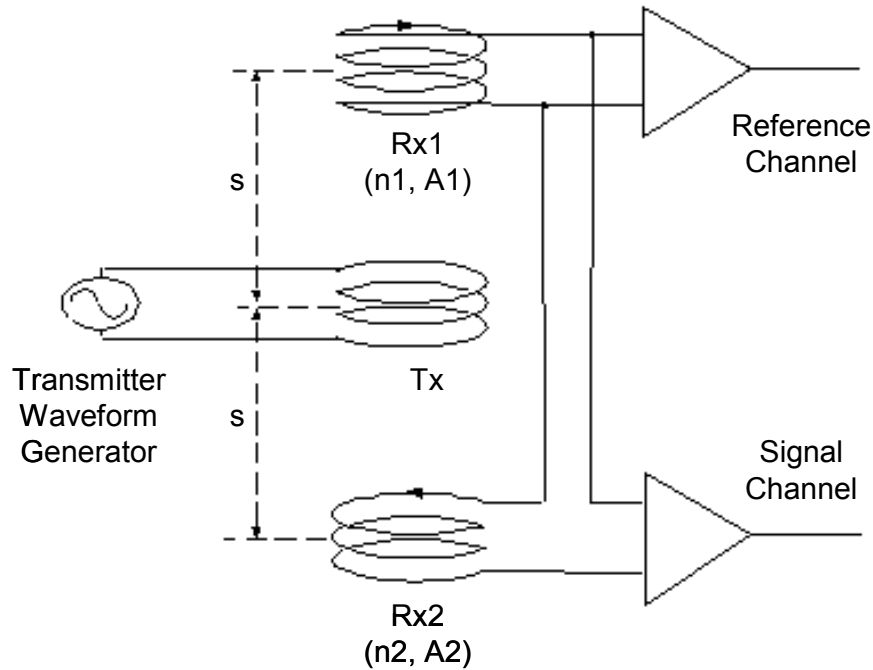 Rx1
(n1, A1)
Reference
Channel
s
Transmitter
Waveform
Generator
Tx
s
Signal
Channel
Rx2
(n2, A2)